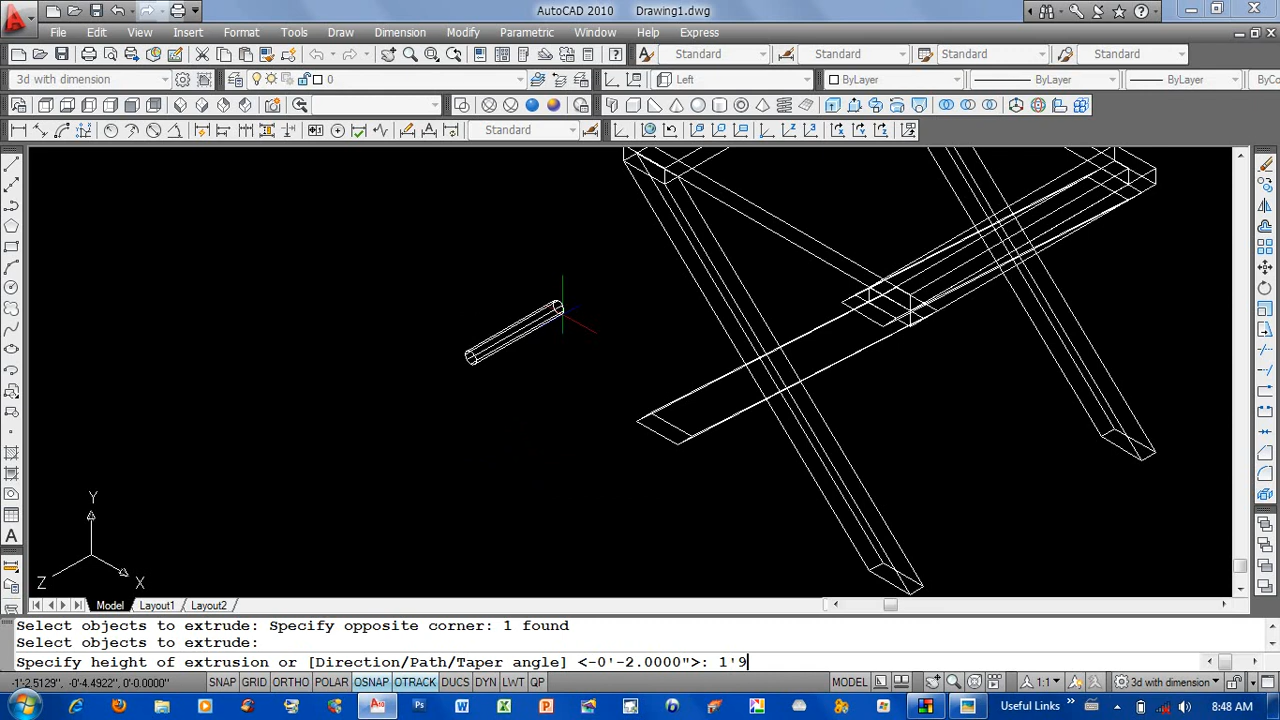 AutoCAD 2010 Drawing1.dwg
File Edit View Insert Format Tools Draw Dimension Modify Parametric Window Help Express
Standard Standard Standard Standard
3d with dimension 0 Left ByLayer ByLayer ByLayer ByCo
Standard
Y
Z X
Model Layout1 Layout2
Select objects to extrude: Specify opposite corner: 1 found
Select objects to extrude:
Specify height of extrusion or [Direction/Path/Taper angle] <-0'-2.0000">: 1'9
-1'-2.5119", 0'-4.4922", 0'-0.0000" SNAP GRID ORTHO POLAR OSNAP OTRACK DUCS DYN LWT QP MODEL 1:1 3d with dimension
Useful Links 8:48 AM